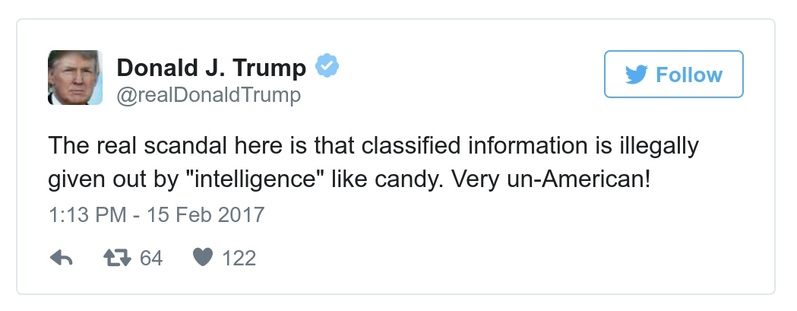 Donald J. Trump
@realDonaldTrump
Follow
The real scandal here is that classified information is illegally
given out by "intelligence" like candy. Very un-American!
1:13 PM - 15 Feb 2017
64 122